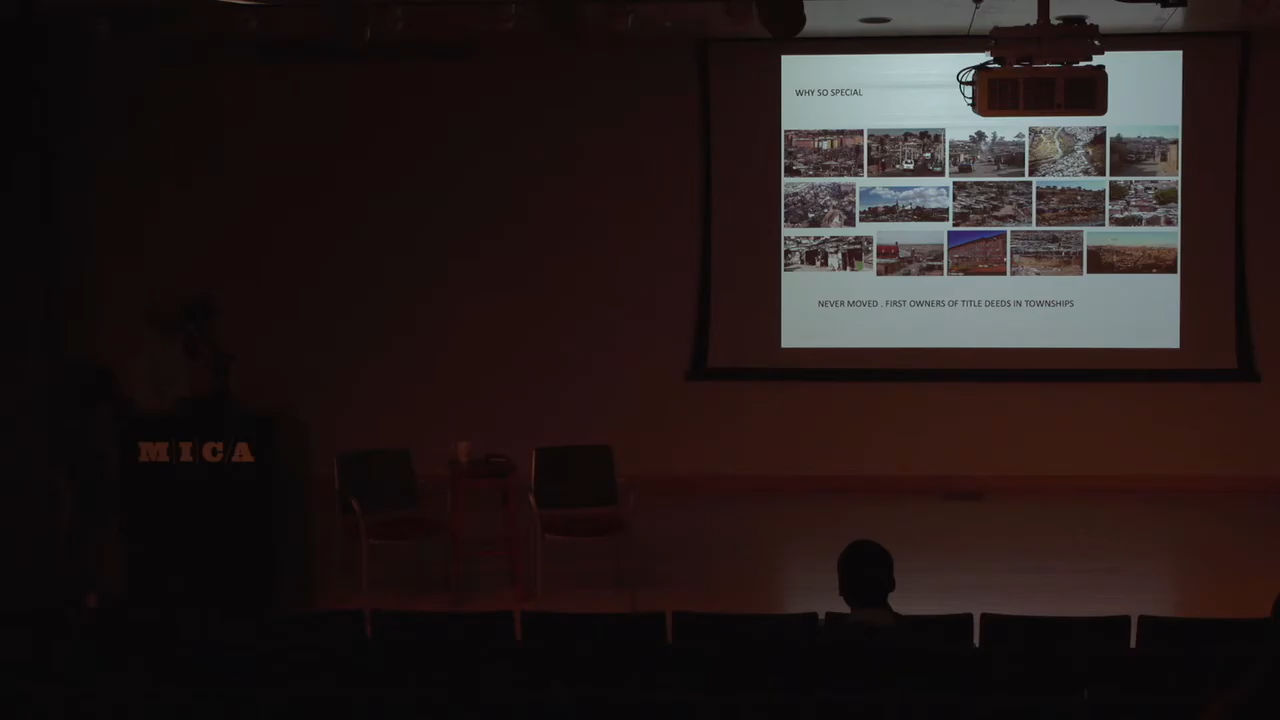 WHY SO SPECIAL
NEVER MOVED . FIRST OWNERS OF TITLE DEEDS IN TOWNSHIPS
MICA